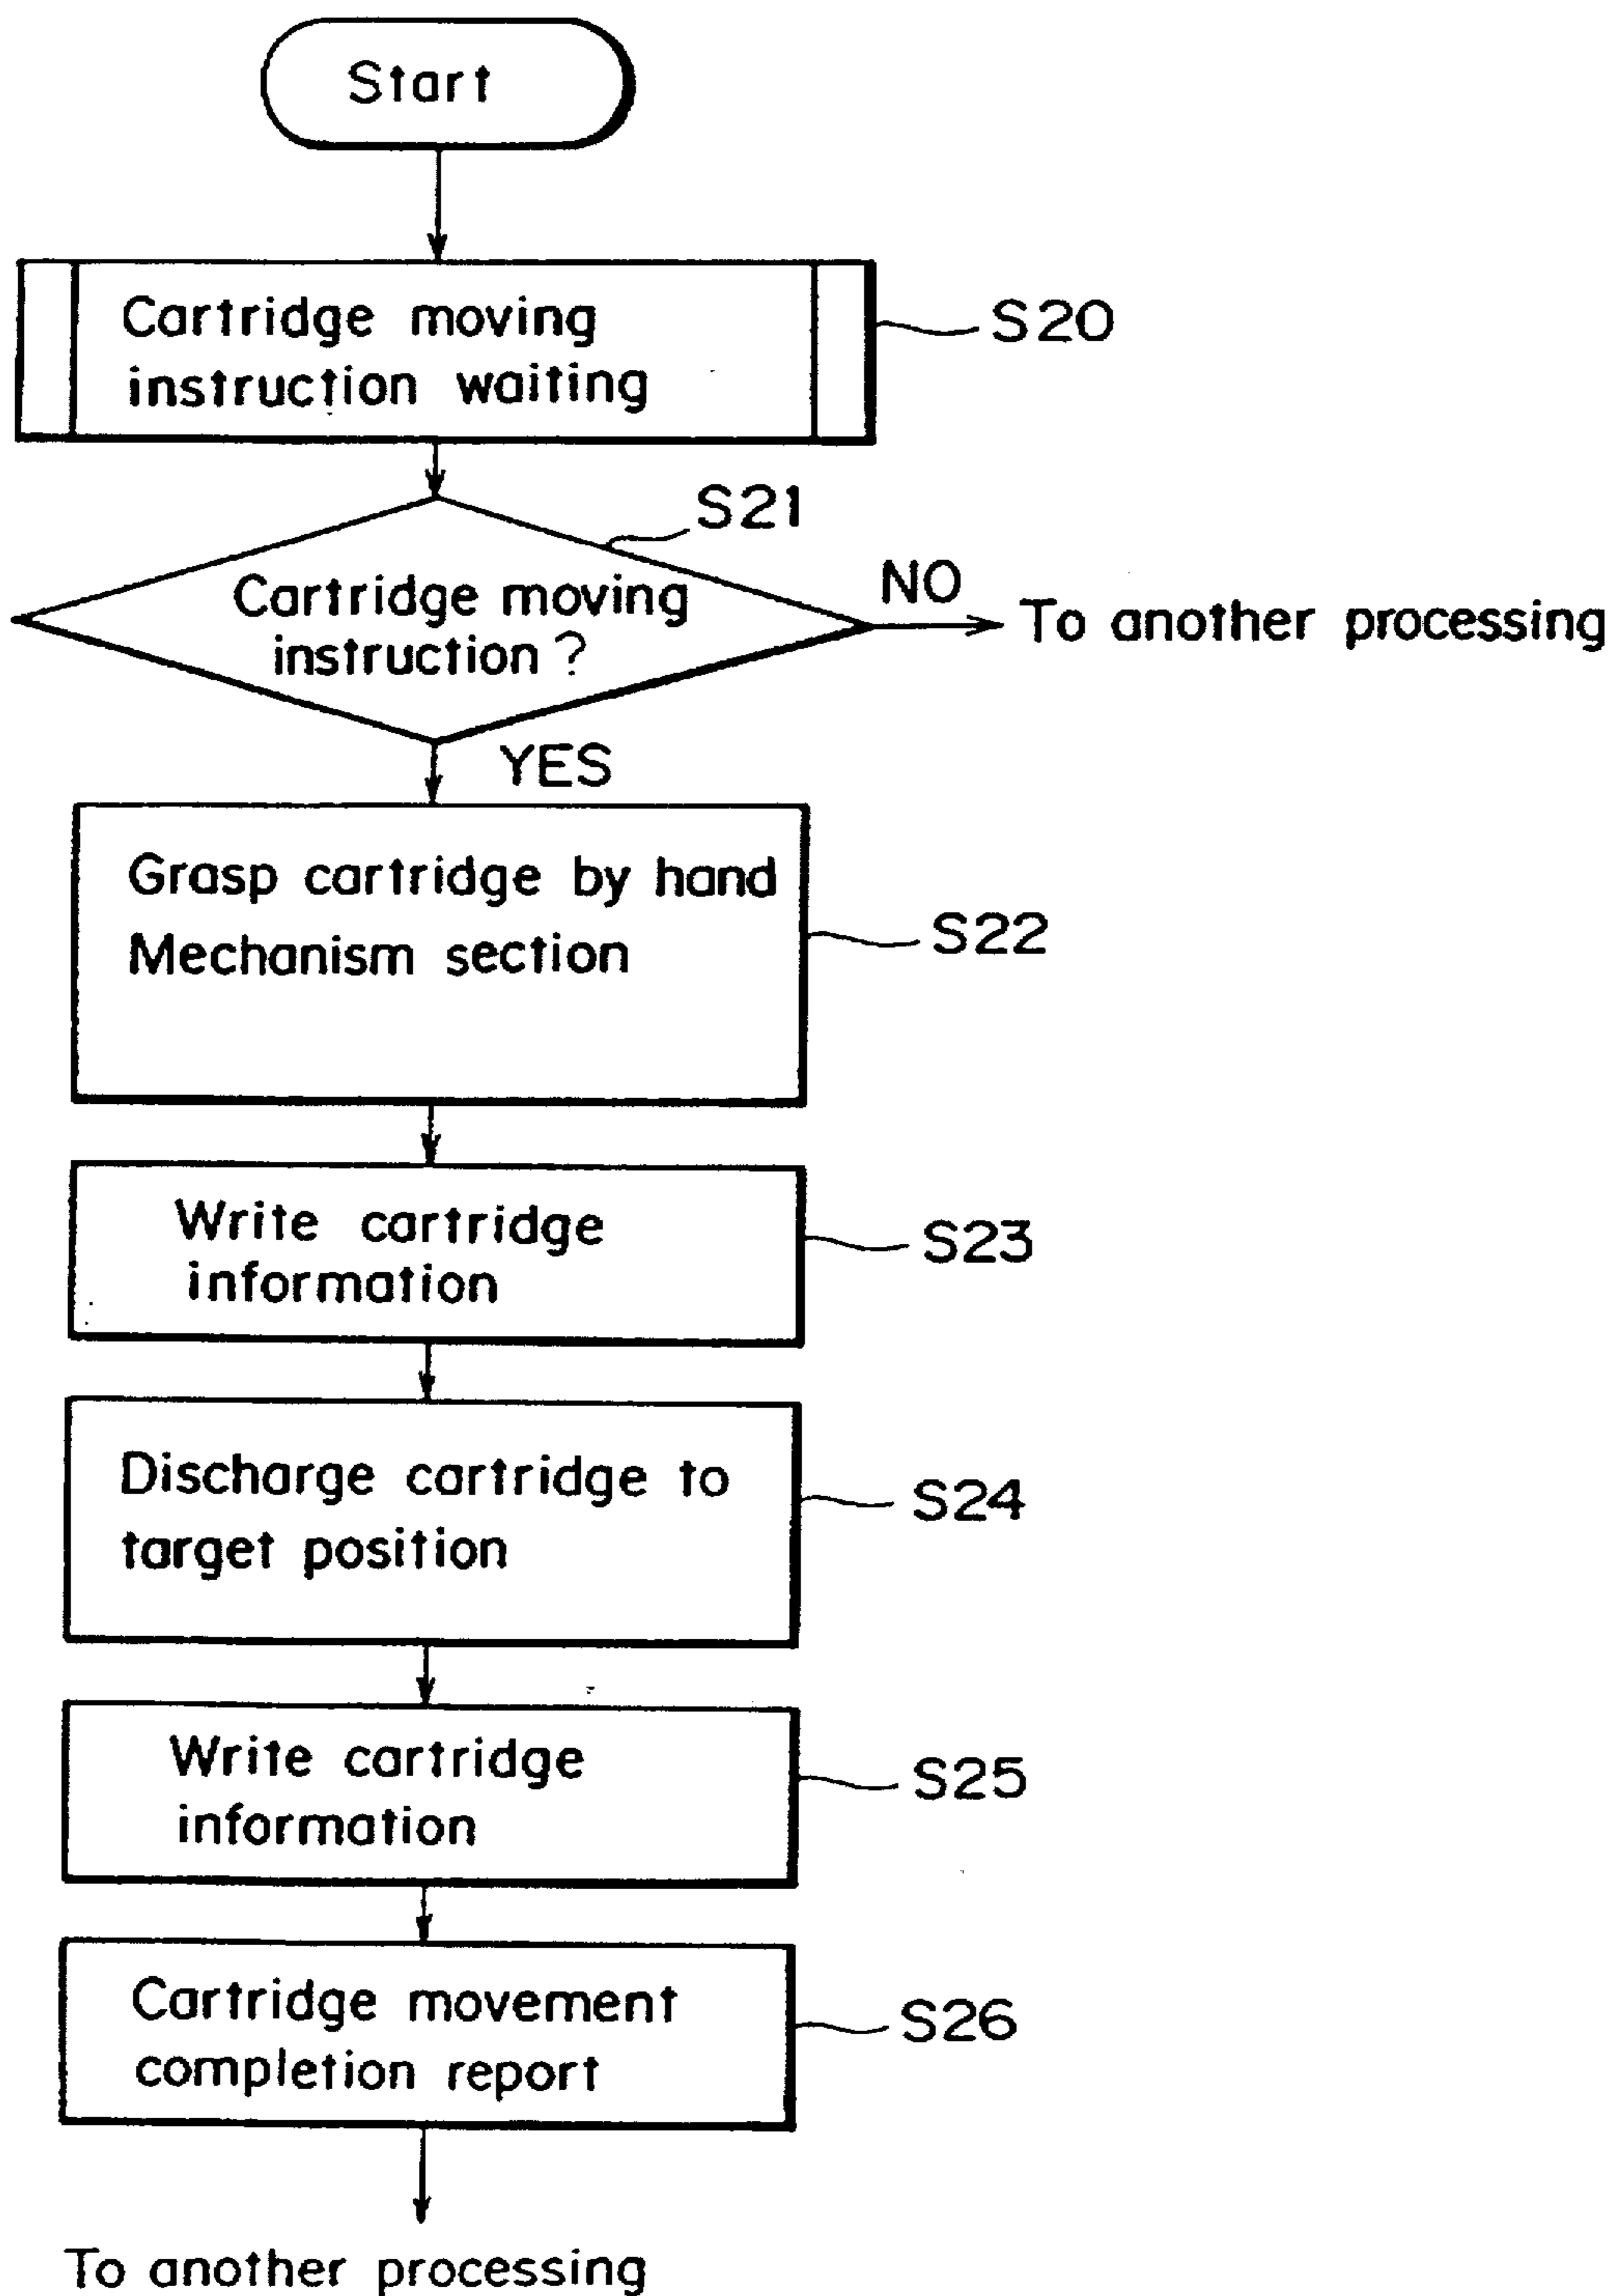 Start
Cartridge moving
instruction waiting
S20
S21
Cartridge moving
instruction?
NO
To another processing
YES
Grasp cartridge by hand
Mechanism section
S22
Write cartridge
information
S23
Discharge cartridge to
target position
S24
Write cartridge
information
S25
Cartridge movement
completion report
S26
To another processing